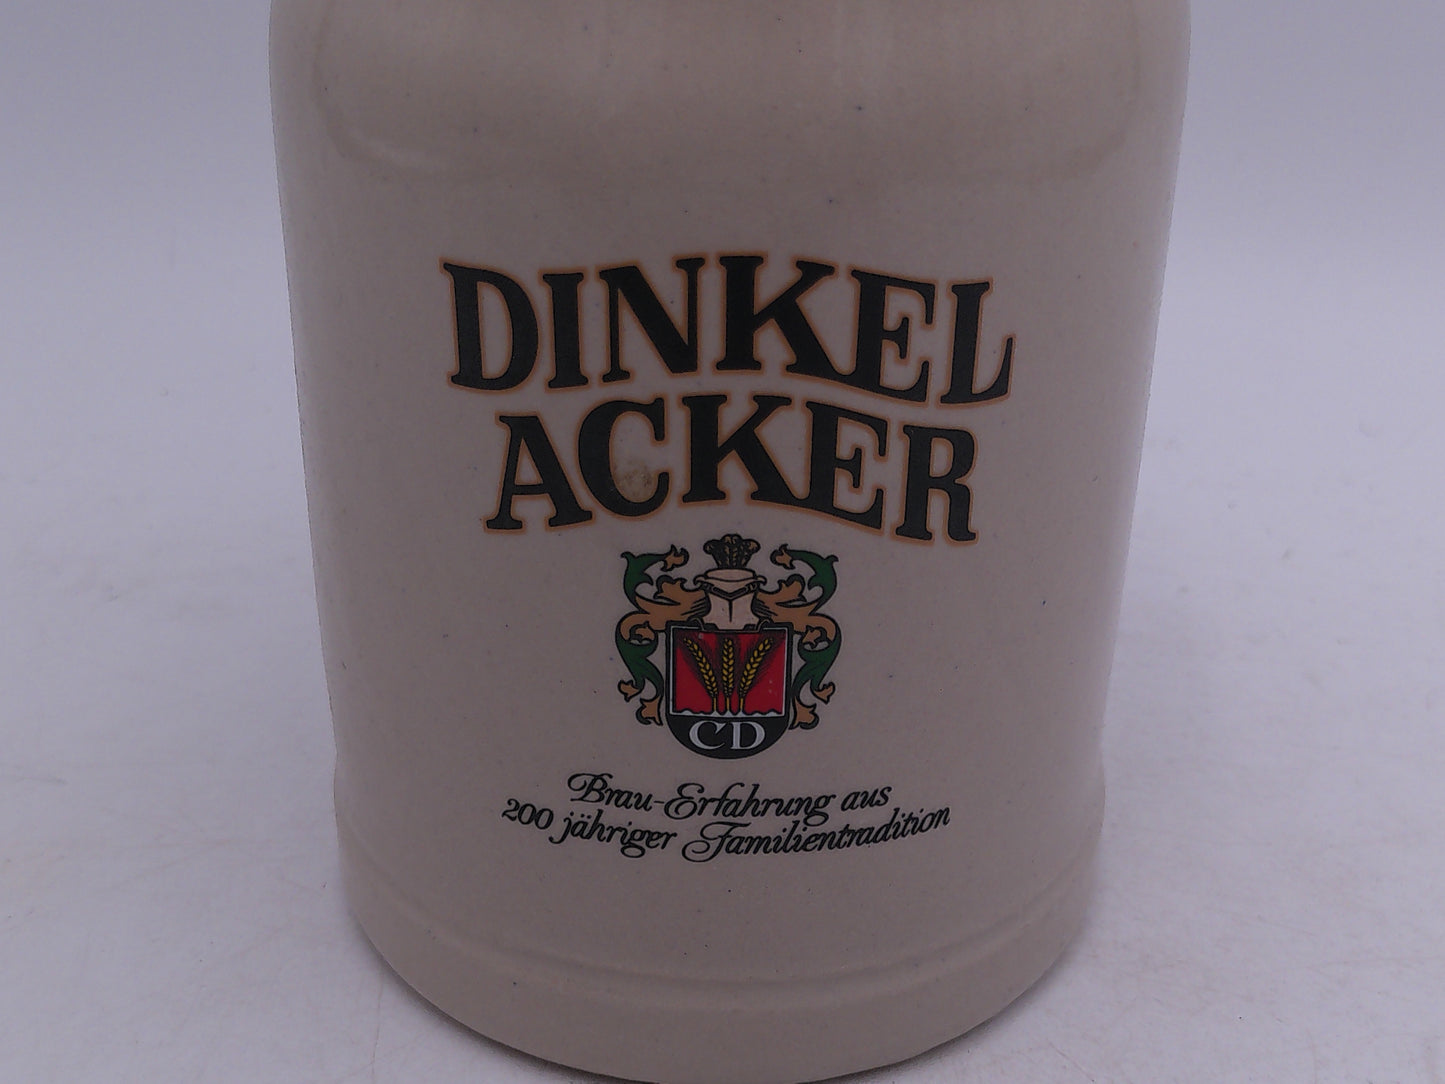 DINKEL
ACKER
CD
Brau-Erfahrung aus
200 jähriger Familientradition